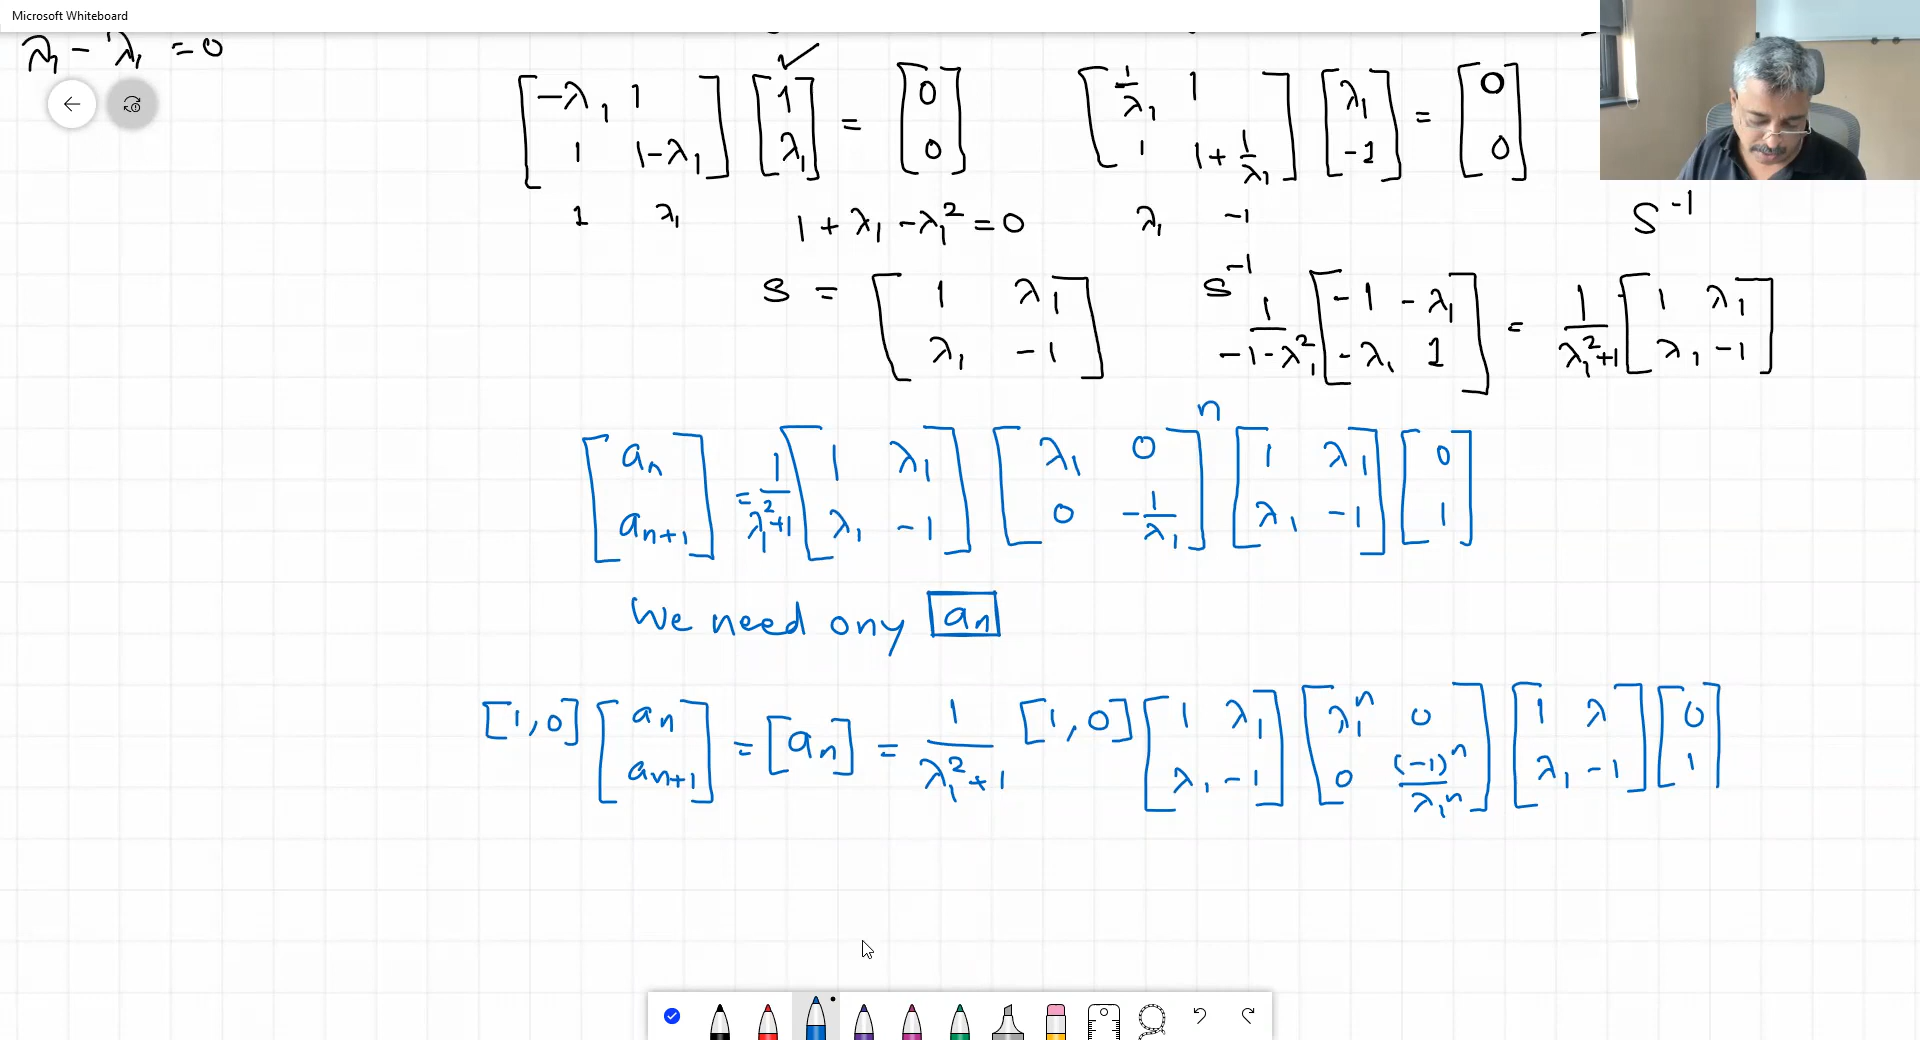 Microsoft Whiteboard
λ₁ - 1/λ₁ = 0
[-λ₁ 1; 1 1-λ₁] [1; λ₁] = [0; 0] ✓
[1/λ₁ 1; 1 1+1/λ₁] [λ₁; -1] = [0; 0]
1 λ₁ 1 + λ₁ - λ₁² = 0 λ₁ -1 S⁻¹
S = [1 λ₁; λ₁ -1] S⁻¹ 1/(-1-λ₁²) [-1 -λ₁; -λ₁ 1] = 1/(λ₁²+1) [1 λ₁; λ₁ -1]
[aₙ; aₙ₊₁] = 1/(λ₁²+1) [1 λ₁; λ₁ -1] [λ₁ 0; 0 -1/λ₁]ⁿ [1 λ₁; λ₁ -1] [0; 1]
We need ony aₙ
[1, 0] [aₙ; aₙ₊₁] = [aₙ] = 1/(λ₁²+1) [1, 0] [1 λ₁; λ₁ -1] [λ₁ⁿ 0; 0 (-1)ⁿ/λ₁ⁿ] [1 λ; λ₁ -1] [0; 1]